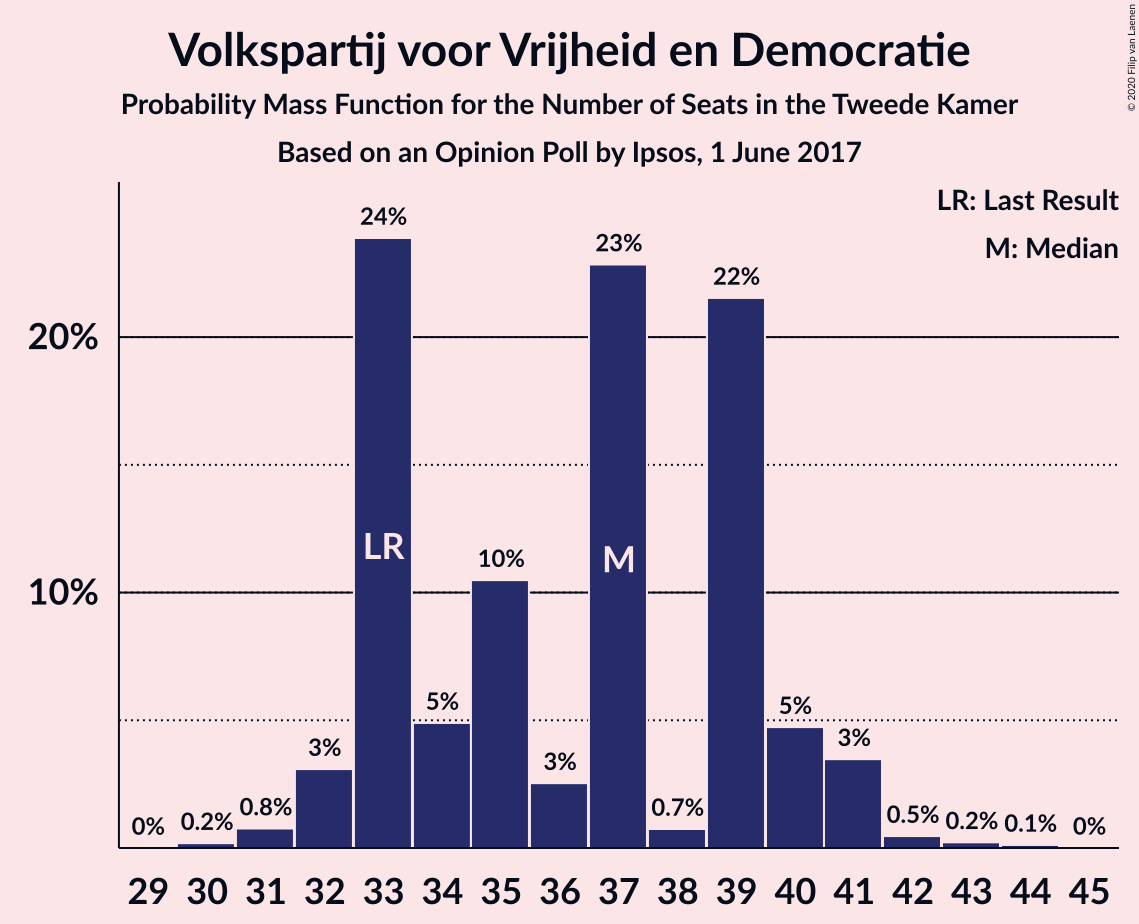 Volkspartij voor Vrijheid en Democratie
Probability Mass Function for the Number of Seats in the Tweede Kamer
Based on an Opinion Poll by Ipsos, 1 June 2017
© 2020 Filip van Laenen
LR: Last Result
M: Median
24%
23%
22%
20%
LR
M
10%
10%
5%
5%
3%
3%
3%
0%
0.2%
0.8%
0.7%
0.5%
0.2%
0.1%
0%
29 30 31 32 33 34 35 36 37 38 39 40 41 42 43 44 45